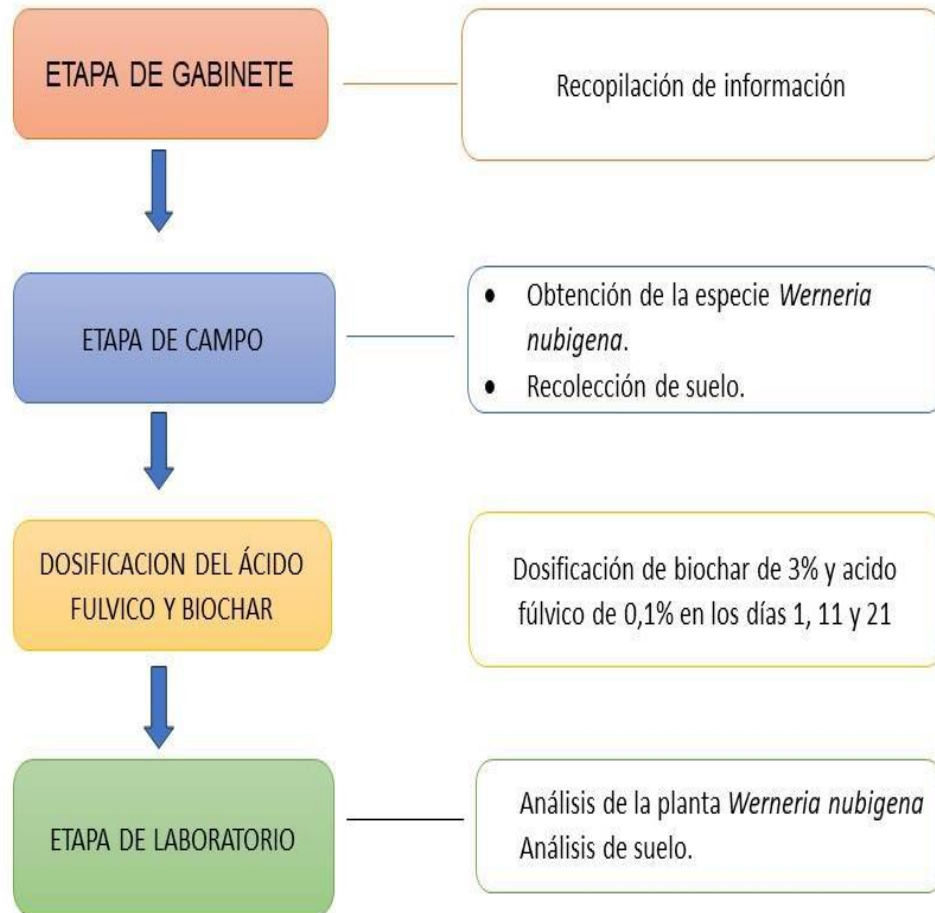 ETAPA DE GABINETE
Recopilación de información
ETAPA DE CAMPO
• Obtención de la especie Werneria
nubigena.
• Recolección de suelo.
DOSIFICACION DEL ÁCIDO
FULVICO Y BIOCHAR
Dosificación de biochar de 3% y acido
fúlvico de 0,1% en los días 1, 11 y 21
ETAPA DE LABORATORIO
Análisis de la planta Werneria nubigena
Análisis de suelo.